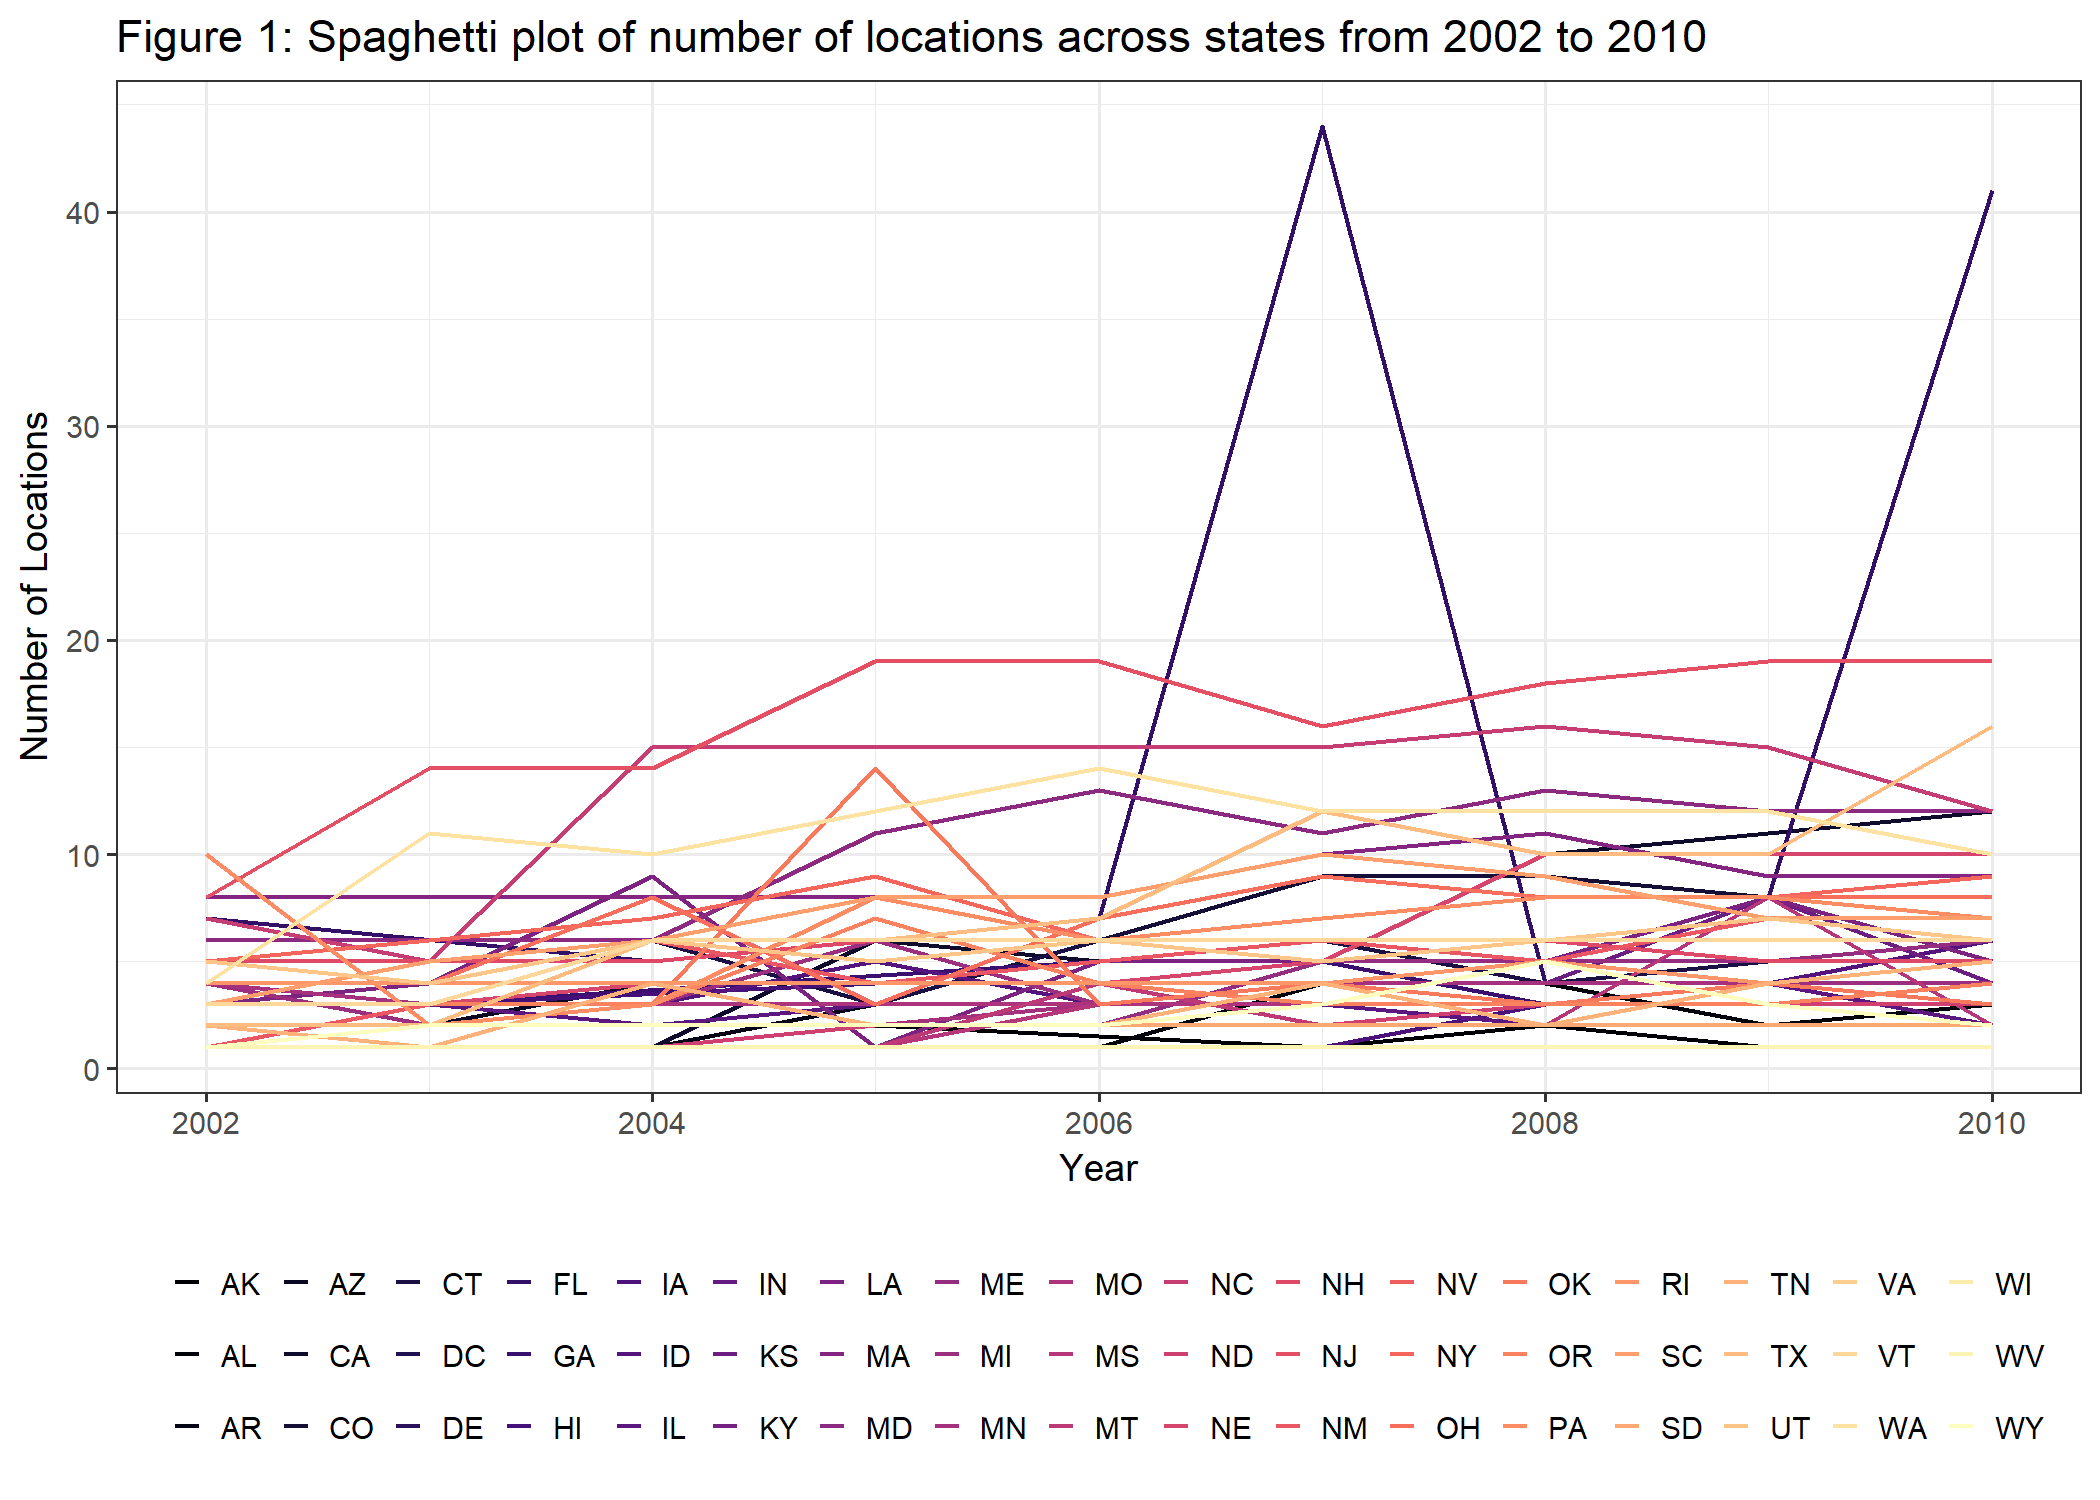 Figure 1: Spaghetti plot of number of locations across states from 2002 to 2010
Number of Locations
40
30
20
10
0
2002 2004 2006 2008 2010
Year
AK AZ CT FL IA IN LA ME MO NC NH NV OK RI TN VA WI
AL CA DC GA ID KS MA MI MS ND NJ NY OR SC TX VT WV
AR CO DE HI IL KY MD MN MT NE NM OH PA SD UT WA WY